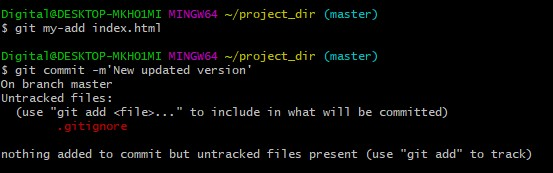 Digital@DESKTOP-MKHO1MI MINGW64 ~/project_dir (master)
$ git my-add index.html
Digital@DESKTOP-MKHO1MI MINGW64 ~/project_dir (master)
$ git commit -m'New updated version'
On branch master
Untracked files:
(use "git add <file>..." to include in what will be committed)
.gitignore
nothing added to commit but untracked files present (use "git add" to track)